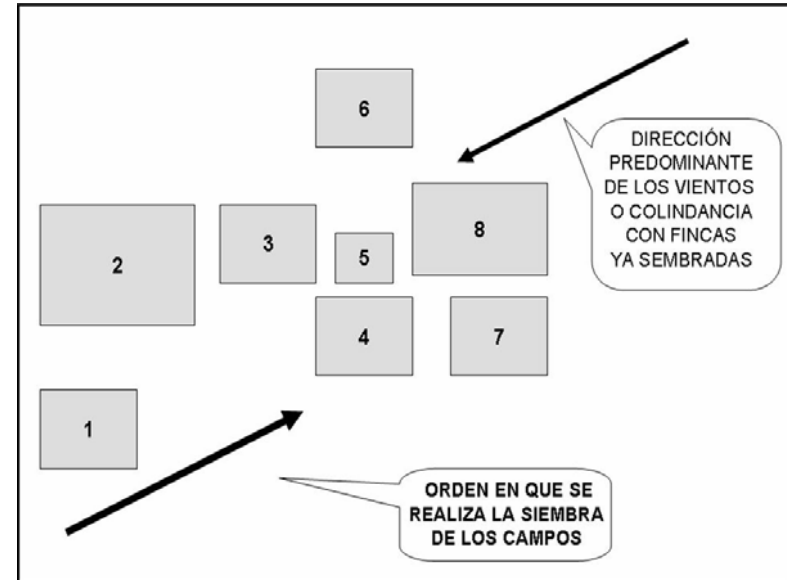 6
DIRECCIÓN
PREDOMINANTE
DE LOS VIENTOS
O COLINDANCIA
CON FINCAS
YA SEMBRADAS
2
3
5
8
4
7
1
ORDEN EN QUE SE
REALIZA LA SIEMBRA
DE LOS CAMPOS